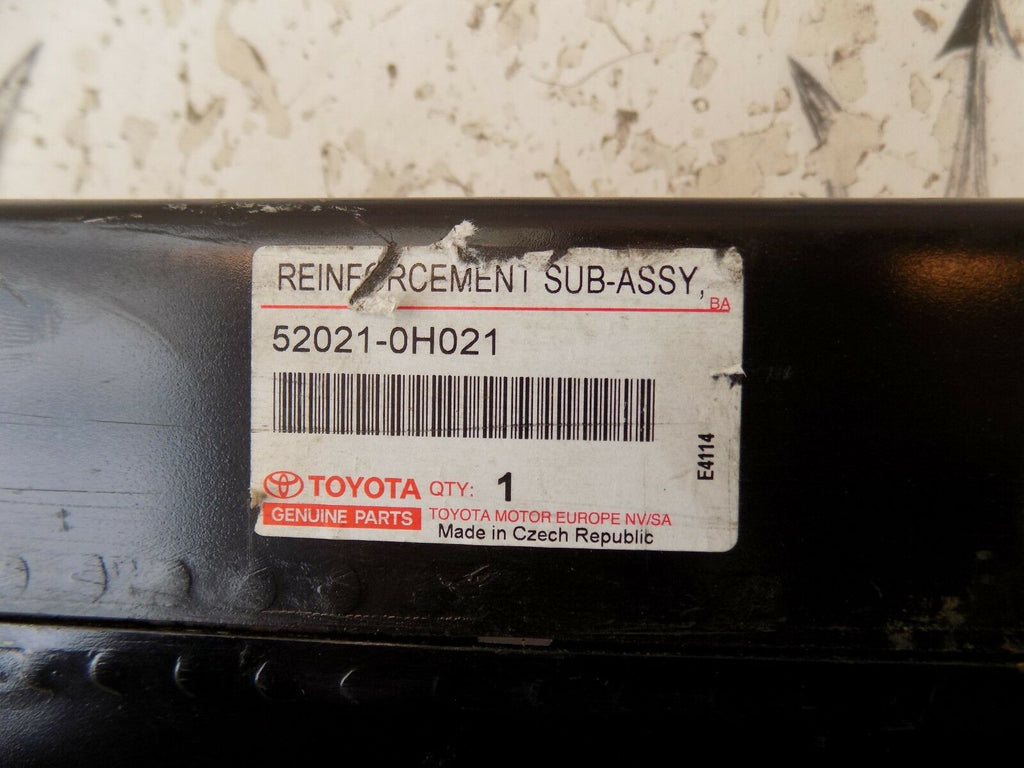 REINFORCEMENT SUB-ASSY,
BA
52021-0H021
E4114
TOYOTA QTY: 1
GENUINE PARTS TOYOTA MOTOR EUROPE NV/SA
Made in Czech Republic